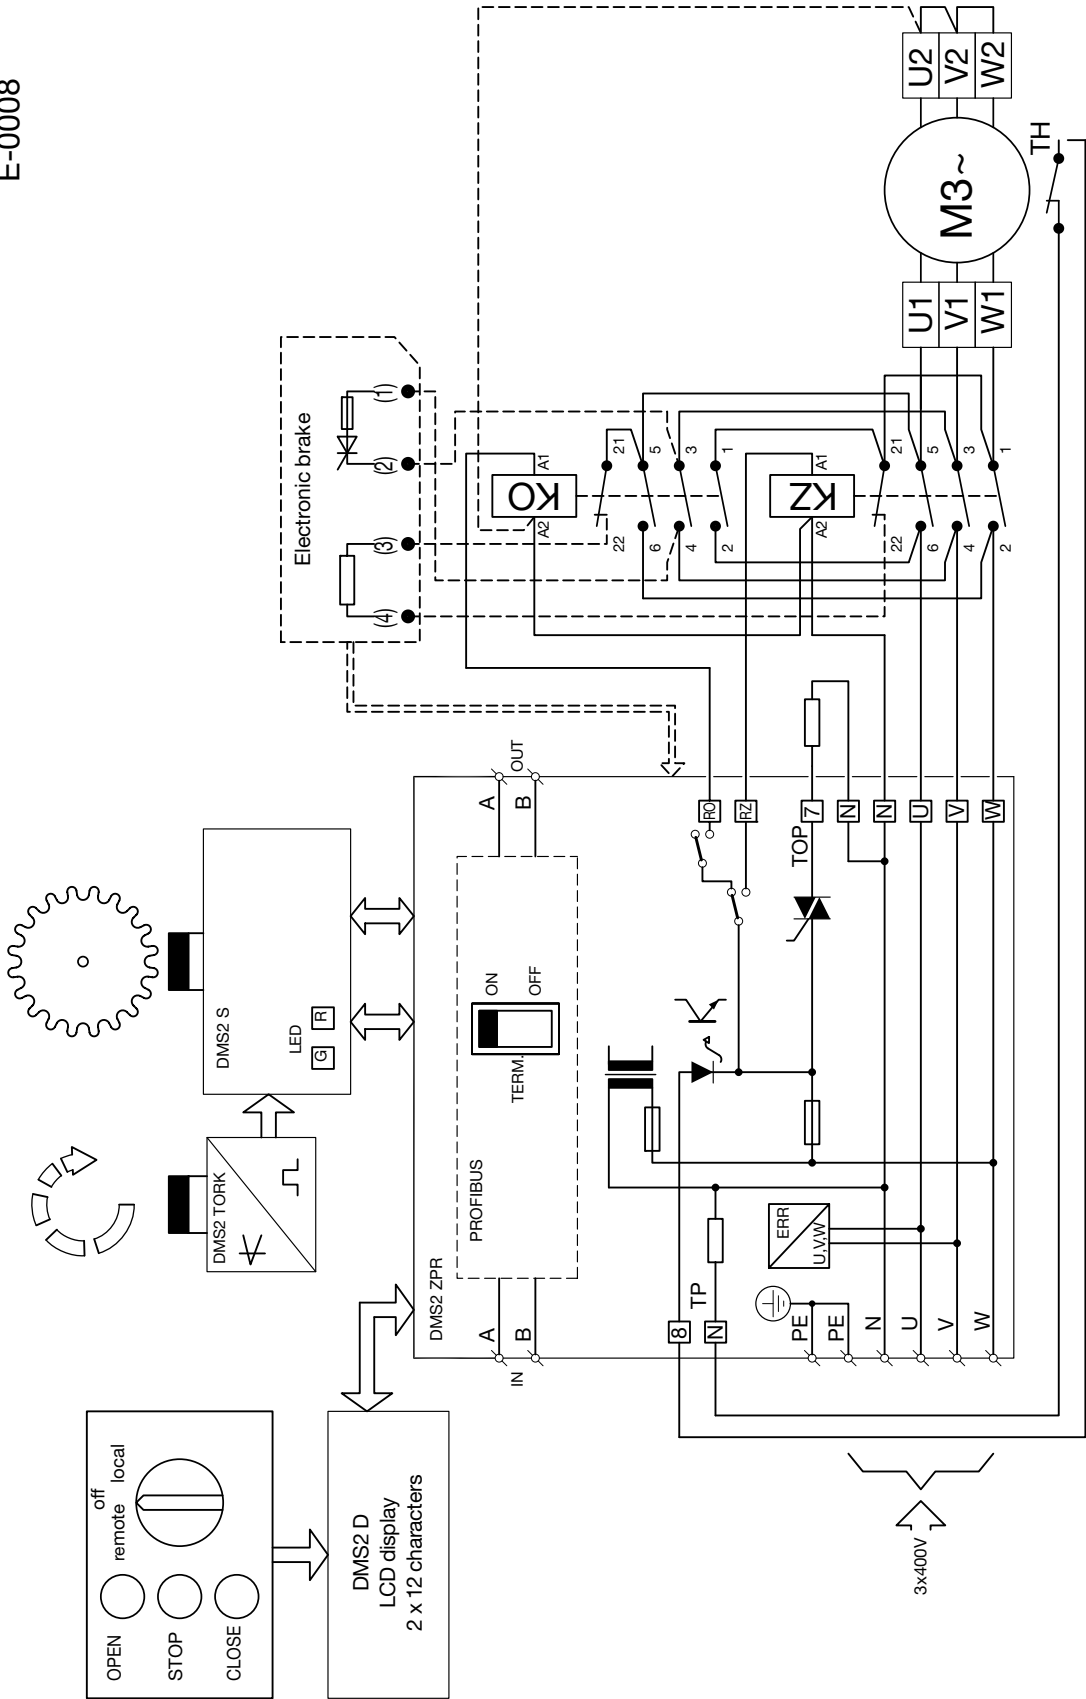 E-0008
OPEN
STOP
CLOSE
remote
off
local
DMS2 D
LCD display
2 x 12 characters
DMS2 TORK
DMS2 S
LED
G
R
DMS2 ZPR
PROFIBUS
TERM.
ON
OFF
IN
A
B
A
B
OUT
Electronic brake
(4)
(3)
(2)
(1)
8
N
TP
TOP
RO
RZ
7
N
N
U
V
W
ERR
U,V,W
PE
PE
N
U
V
W
3x400V
KO
A2
A1
22
21
6
5
4
3
2
1
KZ
A2
A1
22
21
6
5
4
3
2
1
U1
V1
W1
M3~
U2
V2
W2
TH